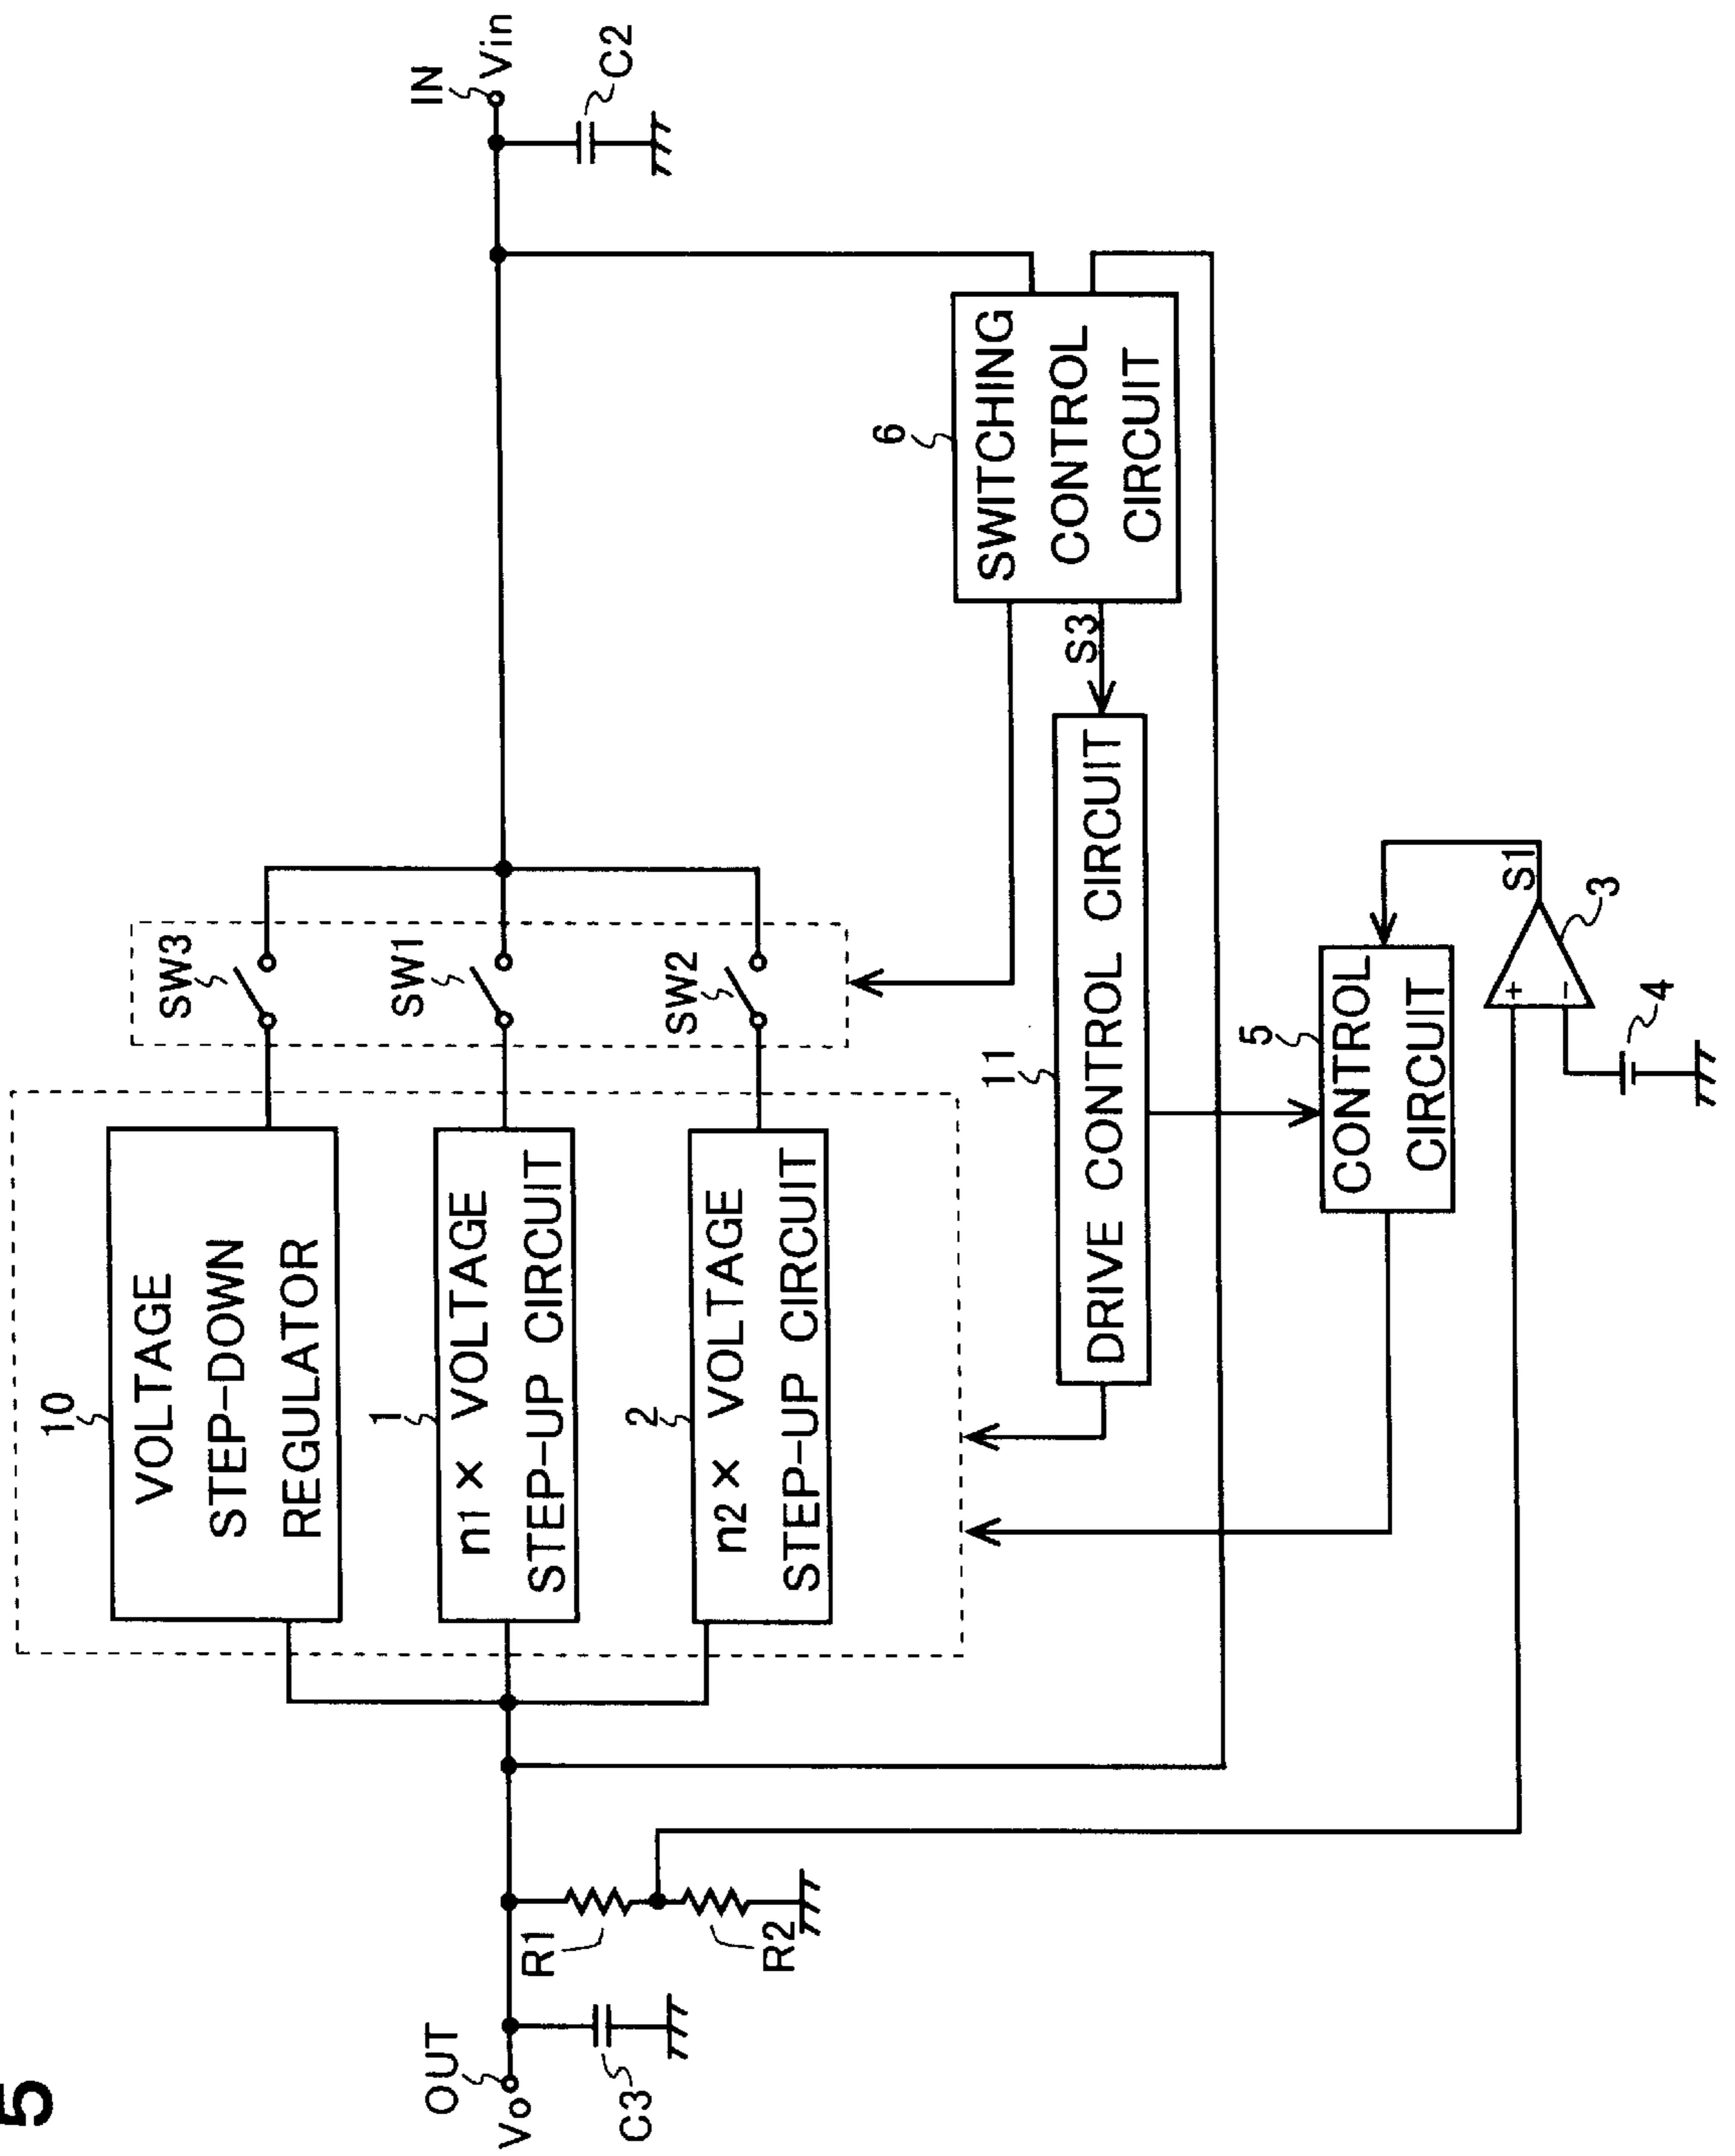 5
OUT
Vo
C3
R1
R2
10
VOLTAGE
STEP-DOWN
REGULATOR
1
n1 × VOLTAGE
STEP-UP CIRCUIT
2
n2 × VOLTAGE
STEP-UP CIRCUIT
SW3
SW1
SW2
11
DRIVE CONTROL CIRCUIT
5
CONTROL
CIRCUIT
S1
3
+
−
4
S3
6
SWITCHING
CONTROL
CIRCUIT
IN
Vin
C2